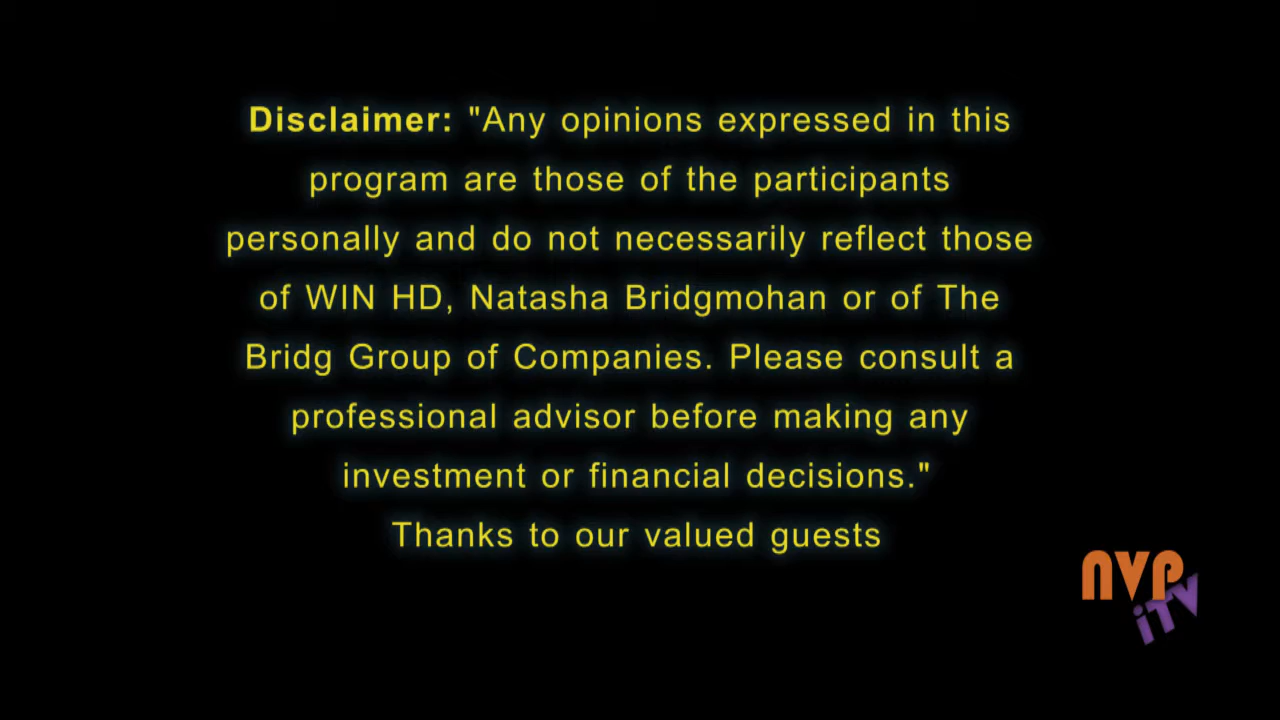 Disclaimer: "Any opinions expressed in this
program are those of the participants
personally and do not necessarily reflect those
of WIN HD, Natasha Bridgmohan or of The
Bridg Group of Companies. Please consult a
professional advisor before making any
investment or financial decisions."
Thanks to our valued guests
nVP
iTV